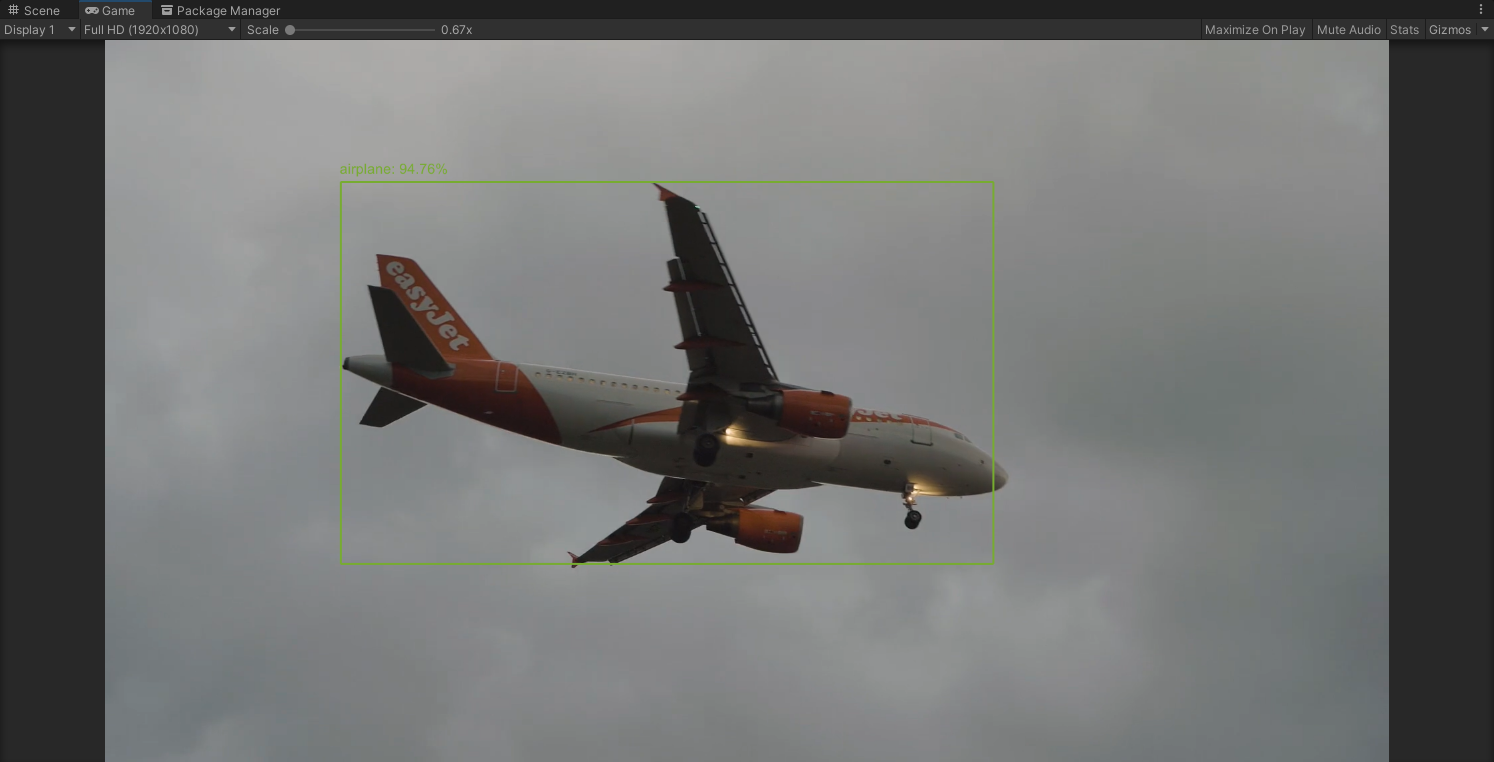 Scene Game Package Manager
Display 1 Full HD (1920x1080) Scale 0.67x Maximize On Play Mute Audio Stats Gizmos
airplane: 94.76%
easyJet
Jet